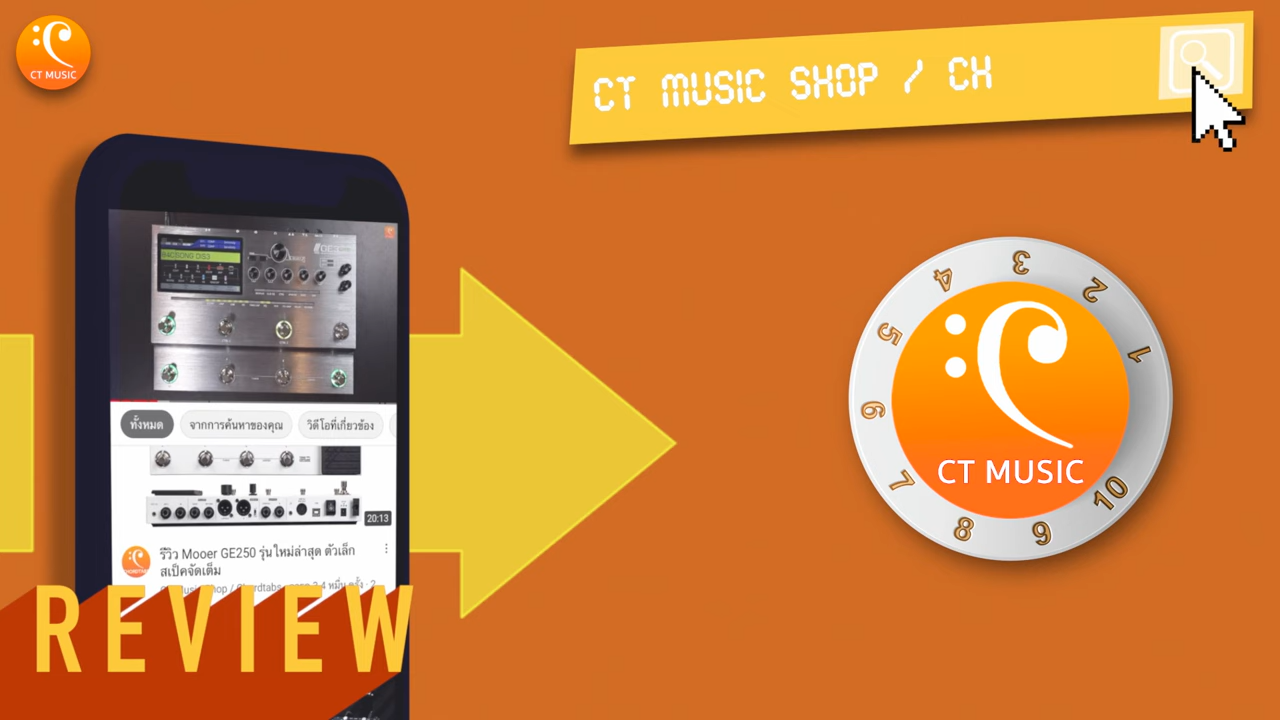 CT MUSIC
CT MUSIC SHOP / CH
ทั้งหมด
จากการค้นหาของคุณ
วิดีโอที่เกี่ยวข้อง
20:13
รีวิว Mooer GE250 รุ่นใหม่ล่าสุด ตัวเล็ก
สเป็คจัดเต็ม
Music Shop / Chordtabs
REVIEW
1
2
3
4
5
6
7
8
9
10
CT MUSIC